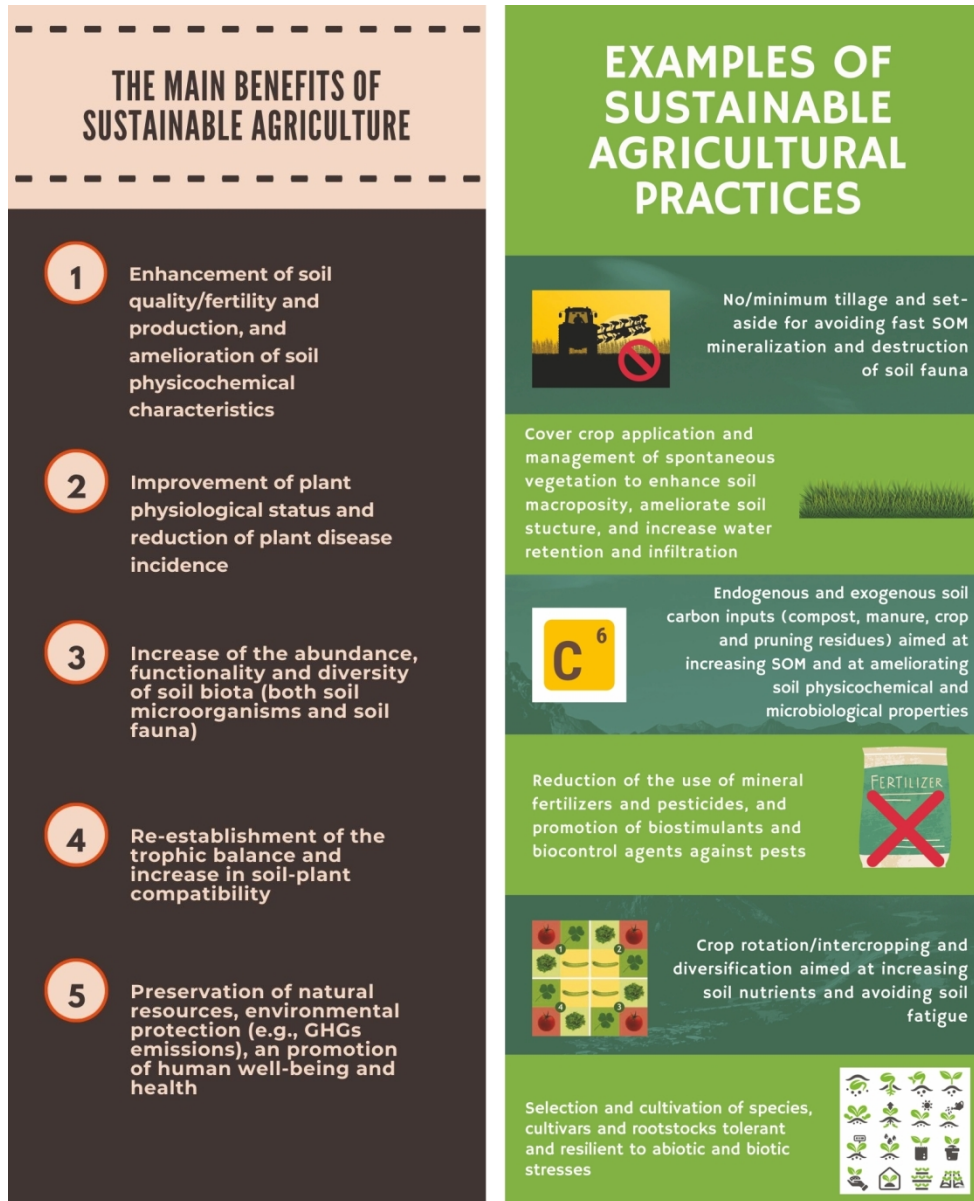 THE MAIN BENEFITS OF
SUSTAINABLE AGRICULTURE
1
Enhancement of soil
quality/fertility and
production, and
amelioration of soil
physicochemical
characteristics
2
Improvement of plant
physiological status and
reduction of plant disease
incidence
3
Increase of the abundance,
functionality and diversity
of soil biota (both soil
microorganisms and soil
fauna)
4
Re-establishment of the
trophic balance and
increase in soil-plant
compatibility
5
Preservation of natural
resources, environmental
protection (e.g., GHGs
emissions), an promotion
of human well-being and
health
EXAMPLES OF
SUSTAINABLE
AGRICULTURAL
PRACTICES
No/minimum tillage and set-
aside for avoiding fast SOM
mineralization and destruction
of soil fauna
Cover crop application and
management of spontaneous
vegetation to enhance soil
macroposity, ameliorate soil
stucture, and increase water
retention and infiltration
C 6
Endogenous and exogenous soil
carbon inputs (compost, manure, crop
and pruning residues) aimed at
increasing SOM and at ameliorating
soil physicochemical and
microbiological properties
Reduction of the use of mineral
fertilizers and pesticides, and
promotion of biostimulants and
biocontrol agents against pests
FERTILIZER
1 2
4 3
Crop rotation/intercropping and
diversification aimed at increasing
soil nutrients and avoiding soil
fatigue
Selection and cultivation of species,
cultivars and rootstocks tolerant
and resilient to abiotic and biotic
stresses